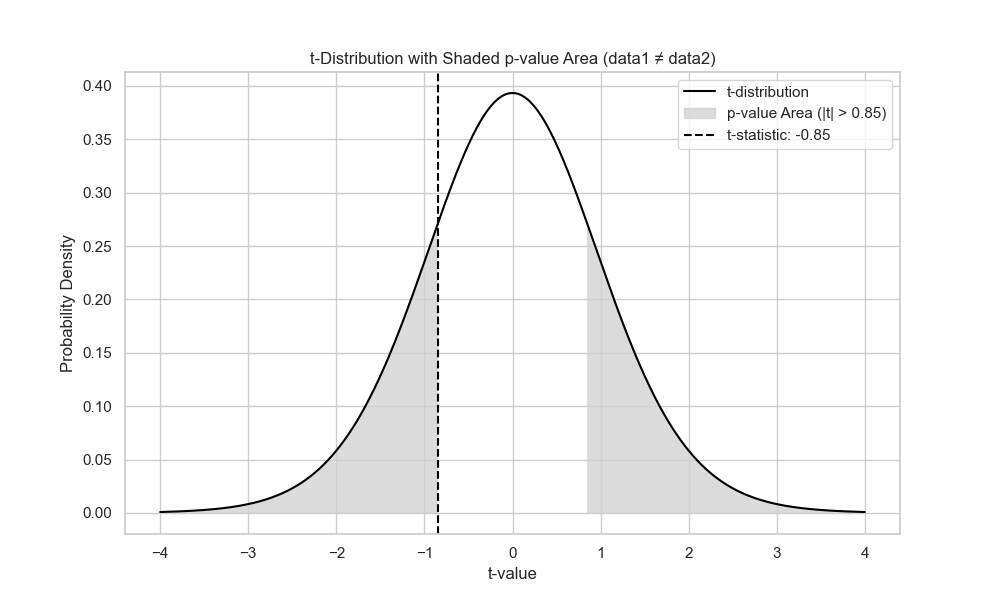 t-Distribution with Shaded p-value Area (data1 ≠ data2)
t-distribution
p-value Area (|t| > 0.85)
t-statistic: -0.85
Probability Density
0.40
0.35
0.30
0.25
0.20
0.15
0.10
0.05
0.00
−4 −3 −2 −1 0 1 2 3 4
t-value